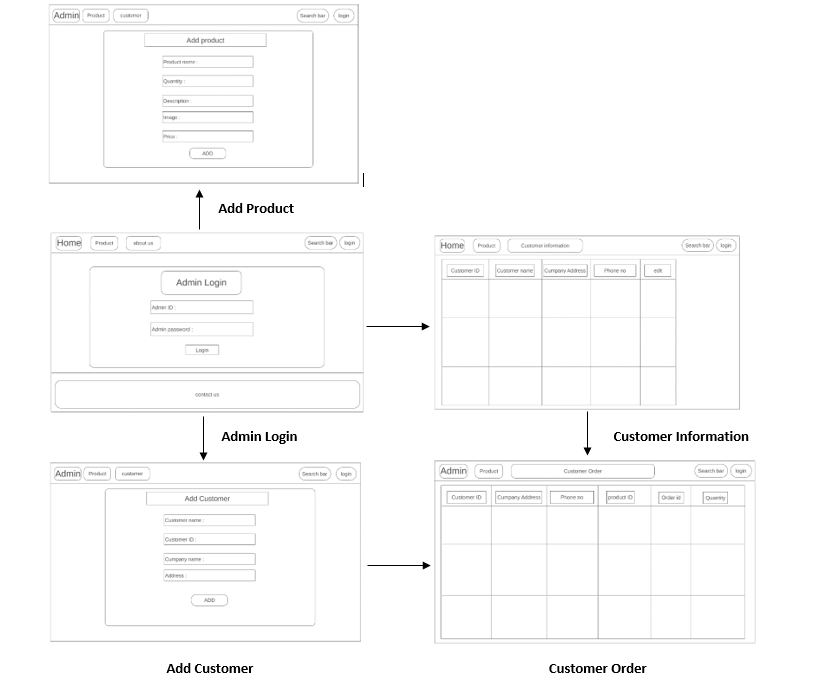 Admin Product customer Search bar login
Add product
Product name :
Quantity :
Description :
Image :
Price :
ADD
Add Product
Home Product about us Search bar login
Admin Login
Admin ID :
Admin password :
Login
contact us
Admin Login
Home Product Customer information Search bar login
Customer ID Customer name Cumpany Address Phone no edit
Customer Information
Admin Product customer Search bar login
Add Customer
Customer name :
Customer ID :
Cumpany name :
Address :
ADD
Add Customer
Admin Product Customer Order Search bar login
Customer ID Cumpany Address Phone no product ID Order id Quantity
Customer Order